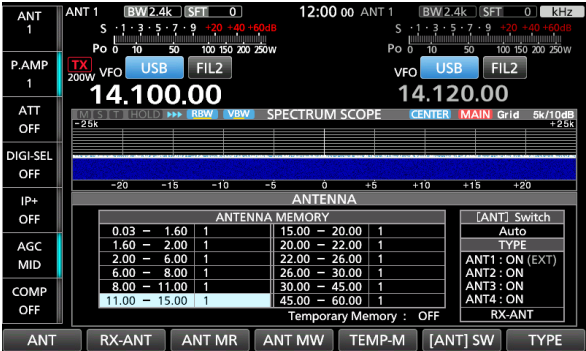 ANT 1 BW 2.4k SFT 0 12:00 00 ANT 1 BW 2.4k SFT 0 kHz
S ·1·3·5·7·9 +20 +40 +60dB S ·1·3·5·7·9 +20 +40 +60dB
Po 0 10 50 100 150 200 250W Po 0 10 50 100 150 200 250W
TX 200W VFO USB FIL2 VFO USB FIL2
14.100.00 14.120.00
ANT
1
P.AMP
1
ATT
OFF
DIGI-SEL
OFF
IP+
OFF
AGC
MID
COMP
OFF
M S T HOLD RBW VBW SPECTRUM SCOPE CENTER MAIN Grid 5k/10dB
-25k +25k
-20 -15 -10 -5 0 +5 +10 +15 +20
ANTENNA
ANTENNA MEMORY
0.03 – 1.60 1 15.00 – 20.00 1
1.60 – 2.00 1 20.00 – 22.00 1
2.00 – 6.00 1 22.00 – 26.00 1
6.00 – 8.00 1 26.00 – 30.00 1
8.00 – 11.00 1 30.00 – 45.00 1
11.00 – 15.00 1 45.00 – 60.00 1
Temporary Memory : OFF
[ANT] Switch
Auto
TYPE
ANT1 : ON (EXT)
ANT2 : ON
ANT3 : ON
ANT4 : ON
RX-ANT
ANT RX-ANT ANT MR ANT MW TEMP-M [ANT] SW TYPE